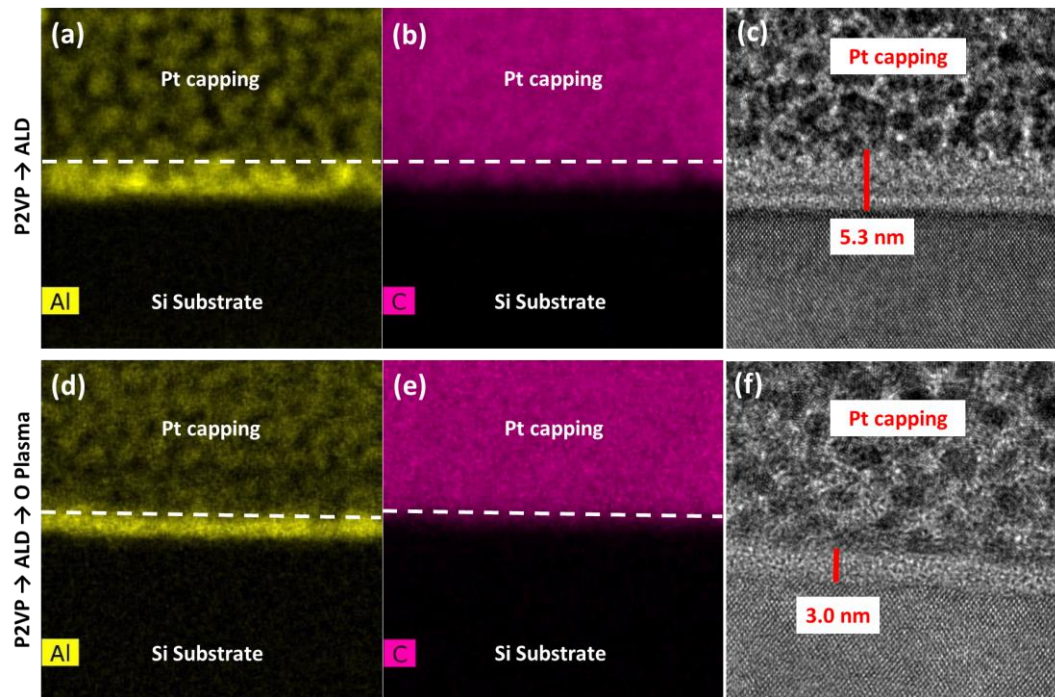 P2VP → ALD
(a)
Pt capping
Al
Si Substrate
(b)
Pt capping
C
Si Substrate
(c)
Pt capping
5.3 nm
P2VP → ALD → O Plasma
(d)
Pt capping
Al
Si Substrate
(e)
Pt capping
C
Si Substrate
(f)
Pt capping
3.0 nm